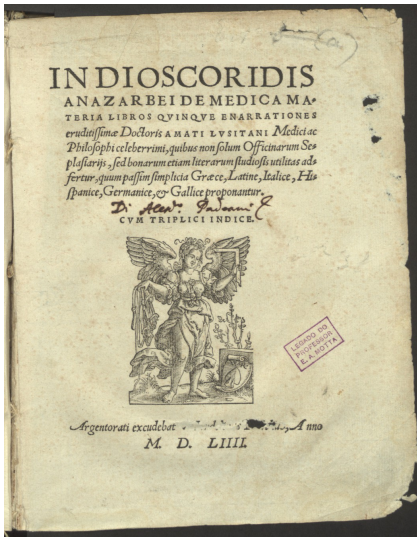 IN DIOSCORIDIS
ANAZARBEI DE MEDICA MA-
TERIA LIBROS QVINQVE ENARRATIONES
eruditissimæ Doctoris AMATI LVSITANI Medici ac
Philosophi celeberrimi, quibus non solum Officinarum Se-
plasiarijs, sed bonarum etiam literarum studiosis utilitas ad-
fertur, quum passim simplicia Græce, Latine, Italice, Hi-
spanice, Germanice, & Gallice proponantur.
Di
CVM TRIPLICI INDICE.
LEGADO DO
PROFESSOR
E. A. MOTTA
Argentorati excudebat Anno
M. D. LIIII.